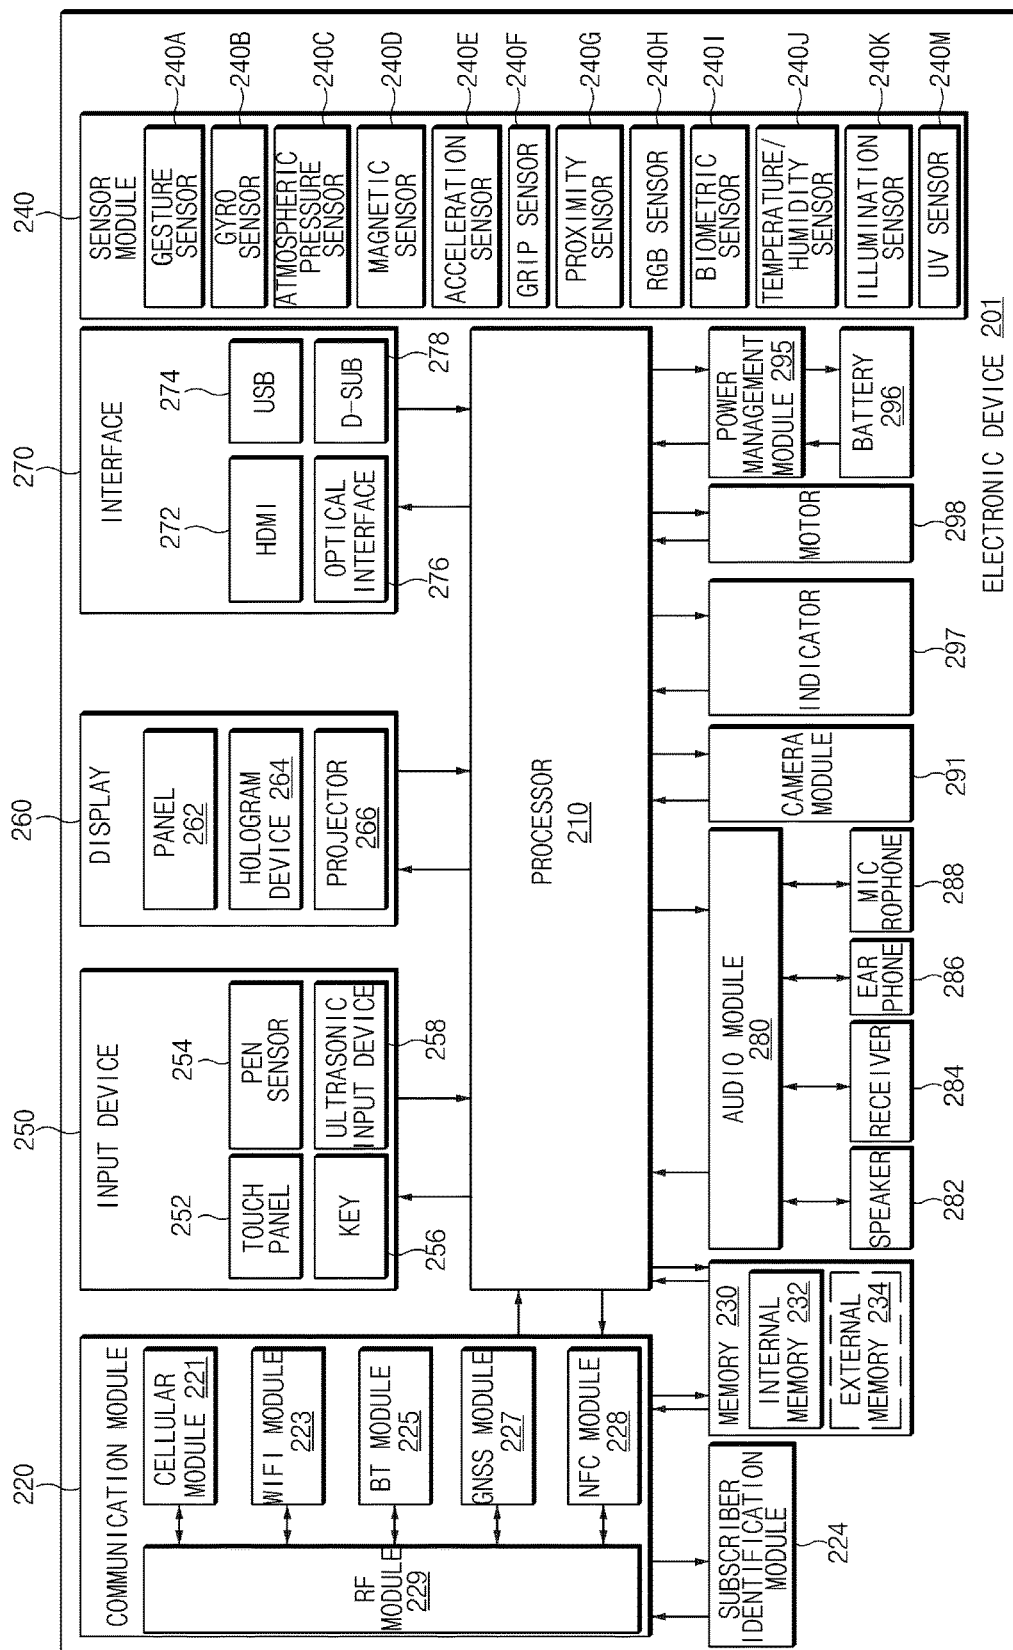 ELECTRONIC DEVICE 201
220
COMMUNICATION MODULE
CELLULAR
MODULE 221
WIFI MODULE
223
BT MODULE
225
GNSS MODULE
227
NFC MODULE
228
RF
MODULE
229
SUBSCRIBER
IDENTIFICATION
MODULE
224
MEMORY 230
INTERNAL
MEMORY 232
EXTERNAL
MEMORY 234
250
INPUT DEVICE
252
TOUCH
PANEL
254
PEN
SENSOR
KEY
256
ULTRASONIC
INPUT DEVICE
258
260
DISPLAY
PANEL
262
HOLOGRAM
DEVICE 264
PROJECTOR
266
270
INTERFACE
272
HDMI
274
USB
OPTICAL
INTERFACE
276
D-SUB
278
PROCESSOR
210
AUDIO MODULE
280
SPEAKER
282
RECEIVER
284
EAR
PHONE
286
MIC
ROPHONE
288
CAMERA
MODULE
291
INDICATOR
297
MOTOR
298
POWER
MANAGEMENT
MODULE 295
BATTERY
296
240
SENSOR
MODULE
GESTURE
SENSOR
240A
GYRO
SENSOR
240B
ATMOSPHERIC
PRESSURE
SENSOR
240C
MAGNETIC
SENSOR
240D
ACCELERATION
SENSOR
240E
GRIP SENSOR
240F
PROXIMITY
SENSOR
240G
RGB SENSOR
240H
BIOMETRIC
SENSOR
240I
TEMPERATURE/
HUMIDITY
SENSOR
240J
ILLUMINATION
SENSOR
240K
UV SENSOR
240M